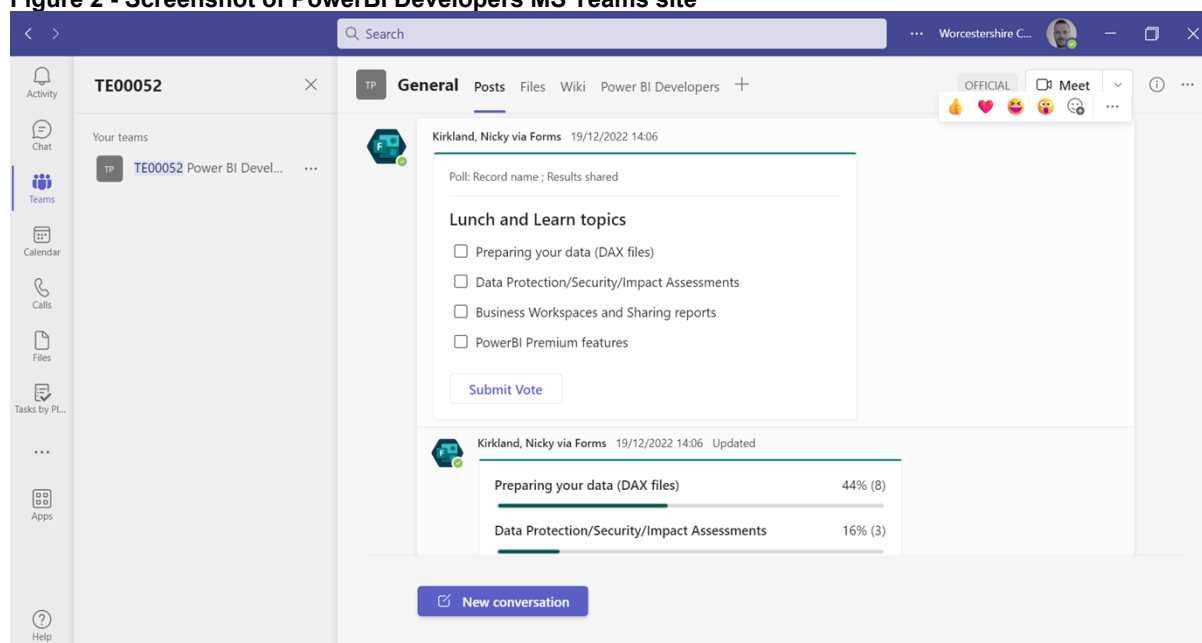 Figure 2 - Screenshot of PowerBI Developers MS Teams site
Search
Worcestershire C...
Activity
Chat
Teams
Calendar
Calls
Files
Tasks by Pl...
Apps
Help
TE00052
Your teams
TP TE00052 Power BI Devel...
TP General Posts Files Wiki Power BI Developers
OFFICIAL Meet
Kirkland, Nicky via Forms 19/12/2022 14:06
Poll: Record name ; Results shared
Lunch and Learn topics
Preparing your data (DAX files)
Data Protection/Security/Impact Assessments
Business Workspaces and Sharing reports
PowerBI Premium features
Submit Vote
Kirkland, Nicky via Forms 19/12/2022 14:06 Updated
Preparing your data (DAX files) 44% (8)
Data Protection/Security/Impact Assessments 16% (3)
New conversation